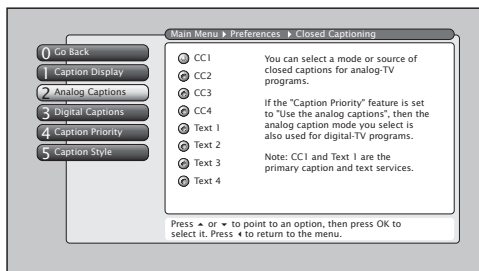 Main Menu ▸ Preferences ▸ Closed Captioning
0 Go Back
1 Caption Display
2 Analog Captions
3 Digital Captions
4 Caption Priority
5 Caption Style
CC1
CC2
CC3
CC4
Text 1
Text 2
Text 3
Text 4
You can select a mode or source of
closed captions for analog-TV
programs.
If the "Caption Priority" feature is set
to "Use the analog captions", then the
analog caption mode you select is
also used for digital-TV programs.
Note: CC1 and Text 1 are the
primary caption and text services.
Press ▴ or ▾ to point to an option, then press OK to
select it. Press ◂ to return to the menu.